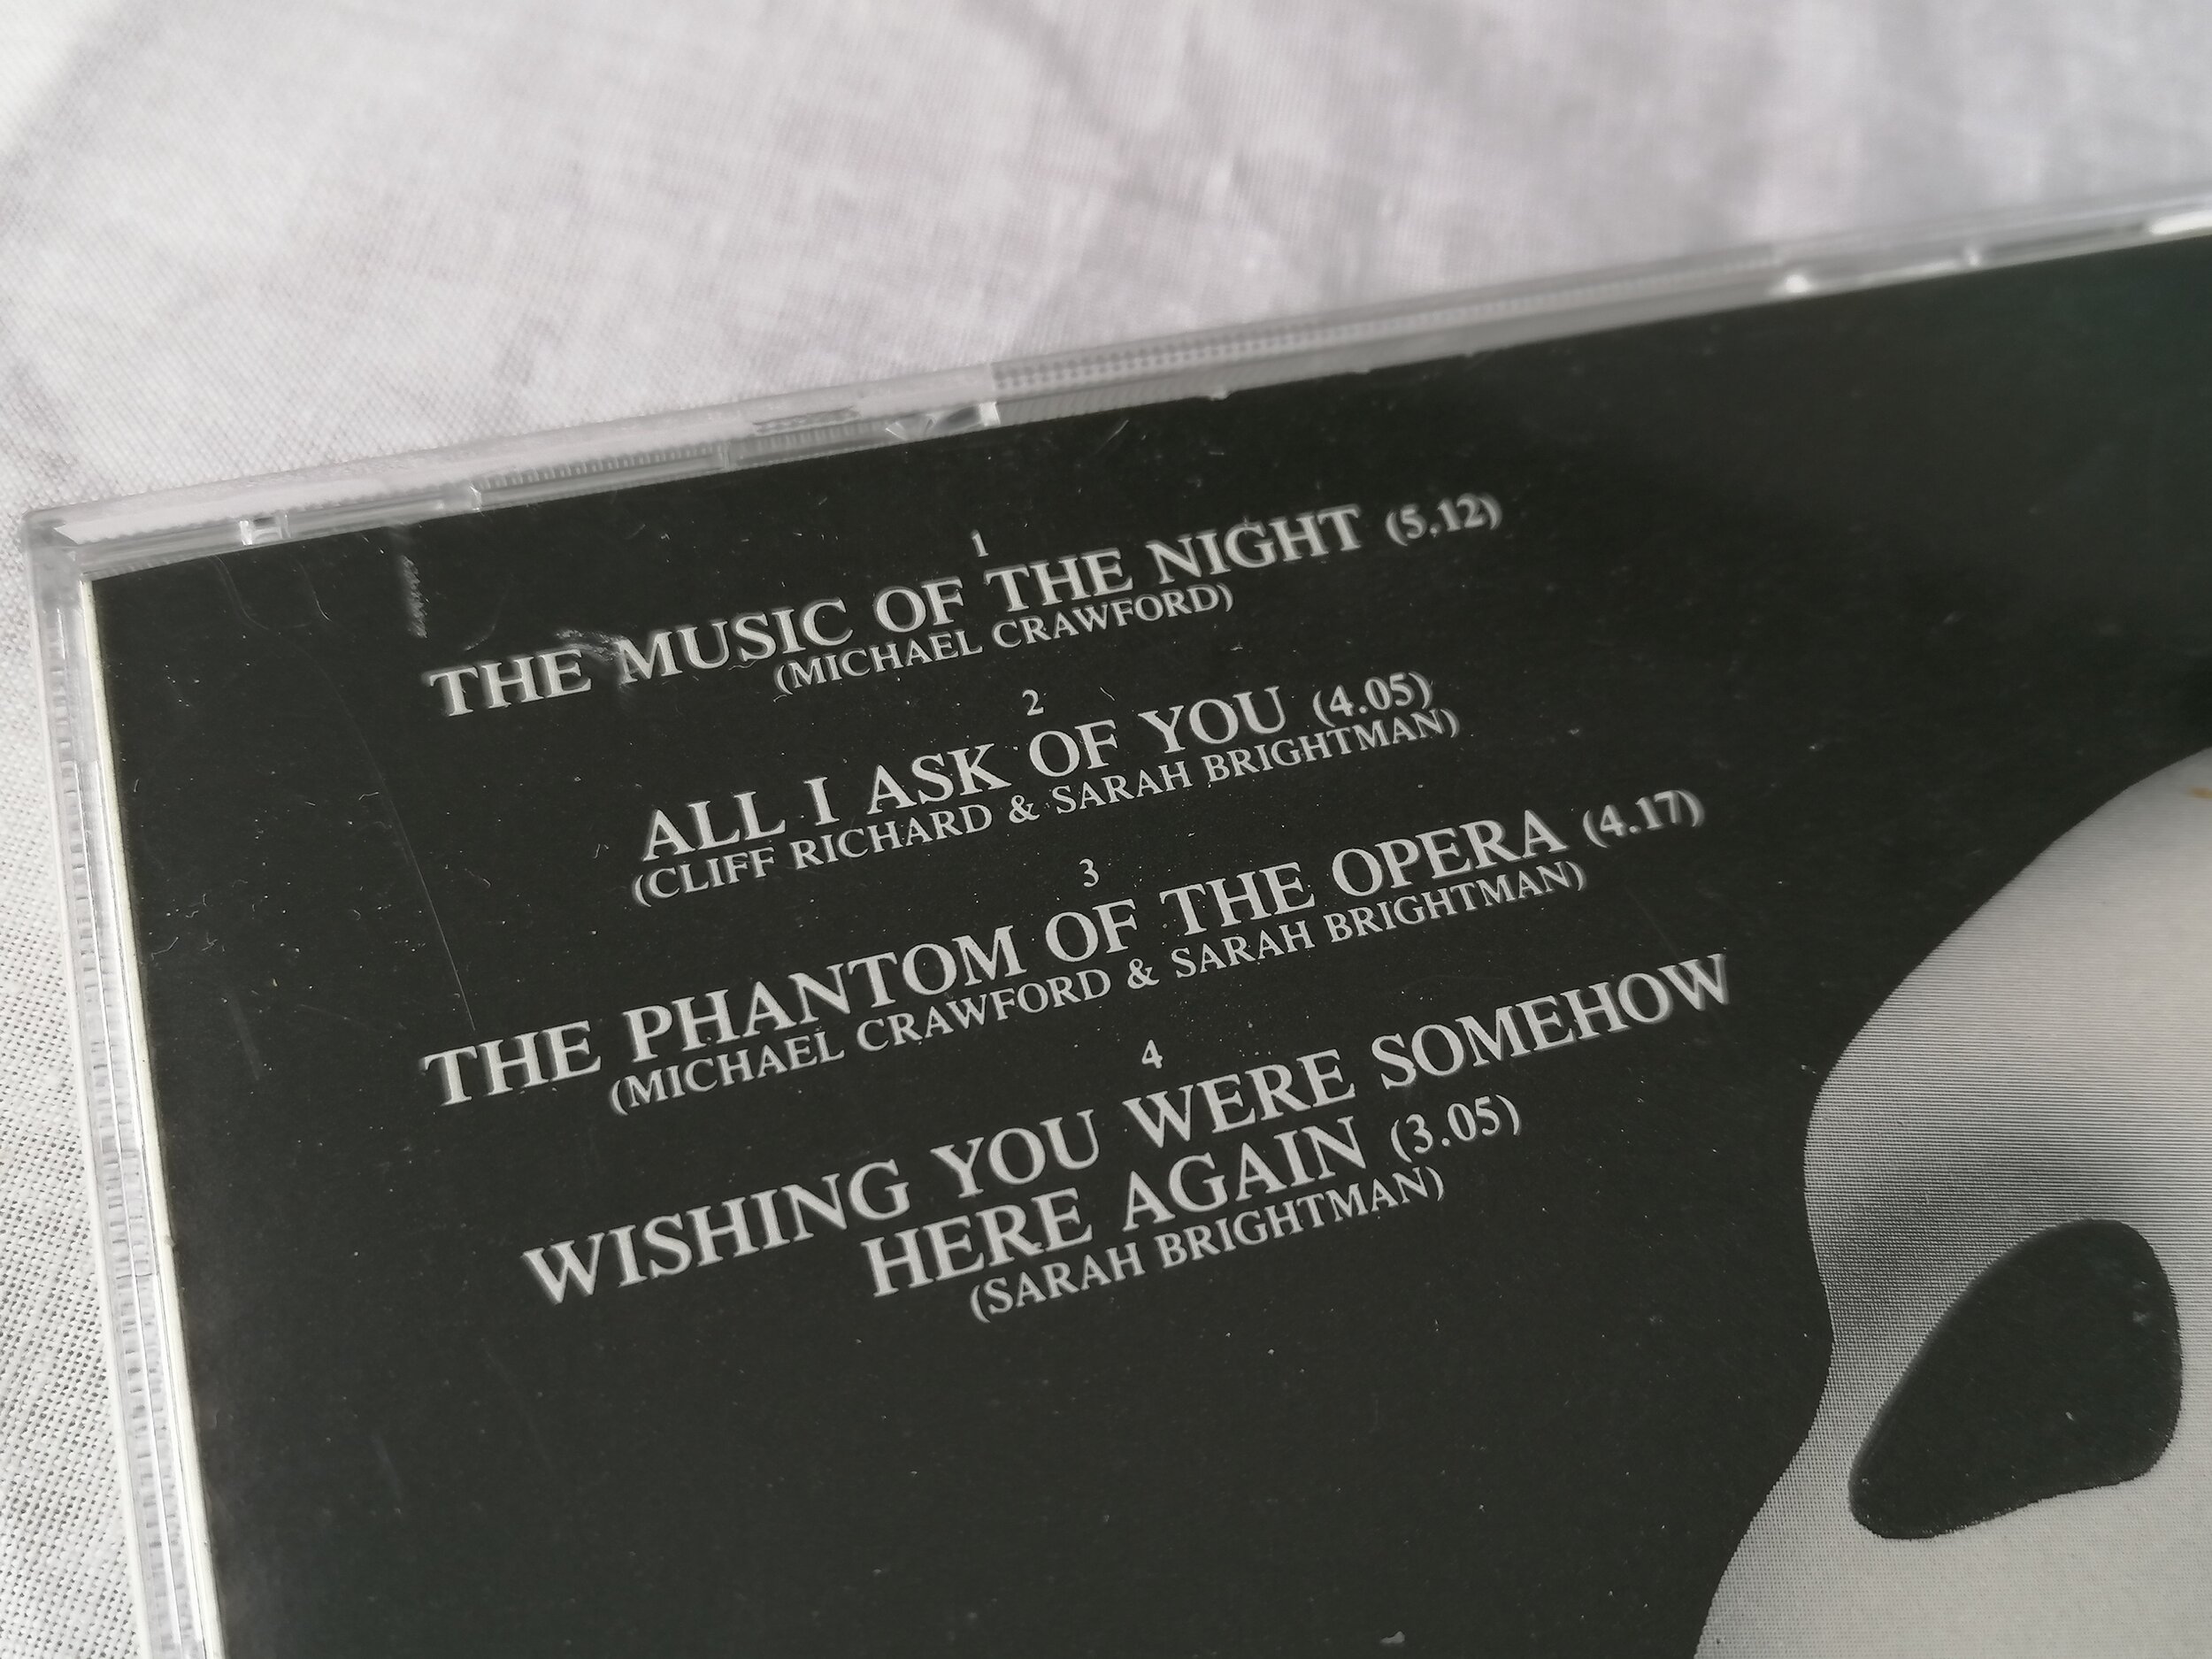 1
THE MUSIC OF THE NIGHT (5.12)
(MICHAEL CRAWFORD)
2
ALL I ASK OF YOU (4.05)
(CLIFF RICHARD & SARAH BRIGHTMAN)
3
THE PHANTOM OF THE OPERA (4.17)
(MICHAEL CRAWFORD & SARAH BRIGHTMAN)
4
WISHING YOU WERE SOMEHOW
HERE AGAIN (3.05)
(SARAH BRIGHTMAN)